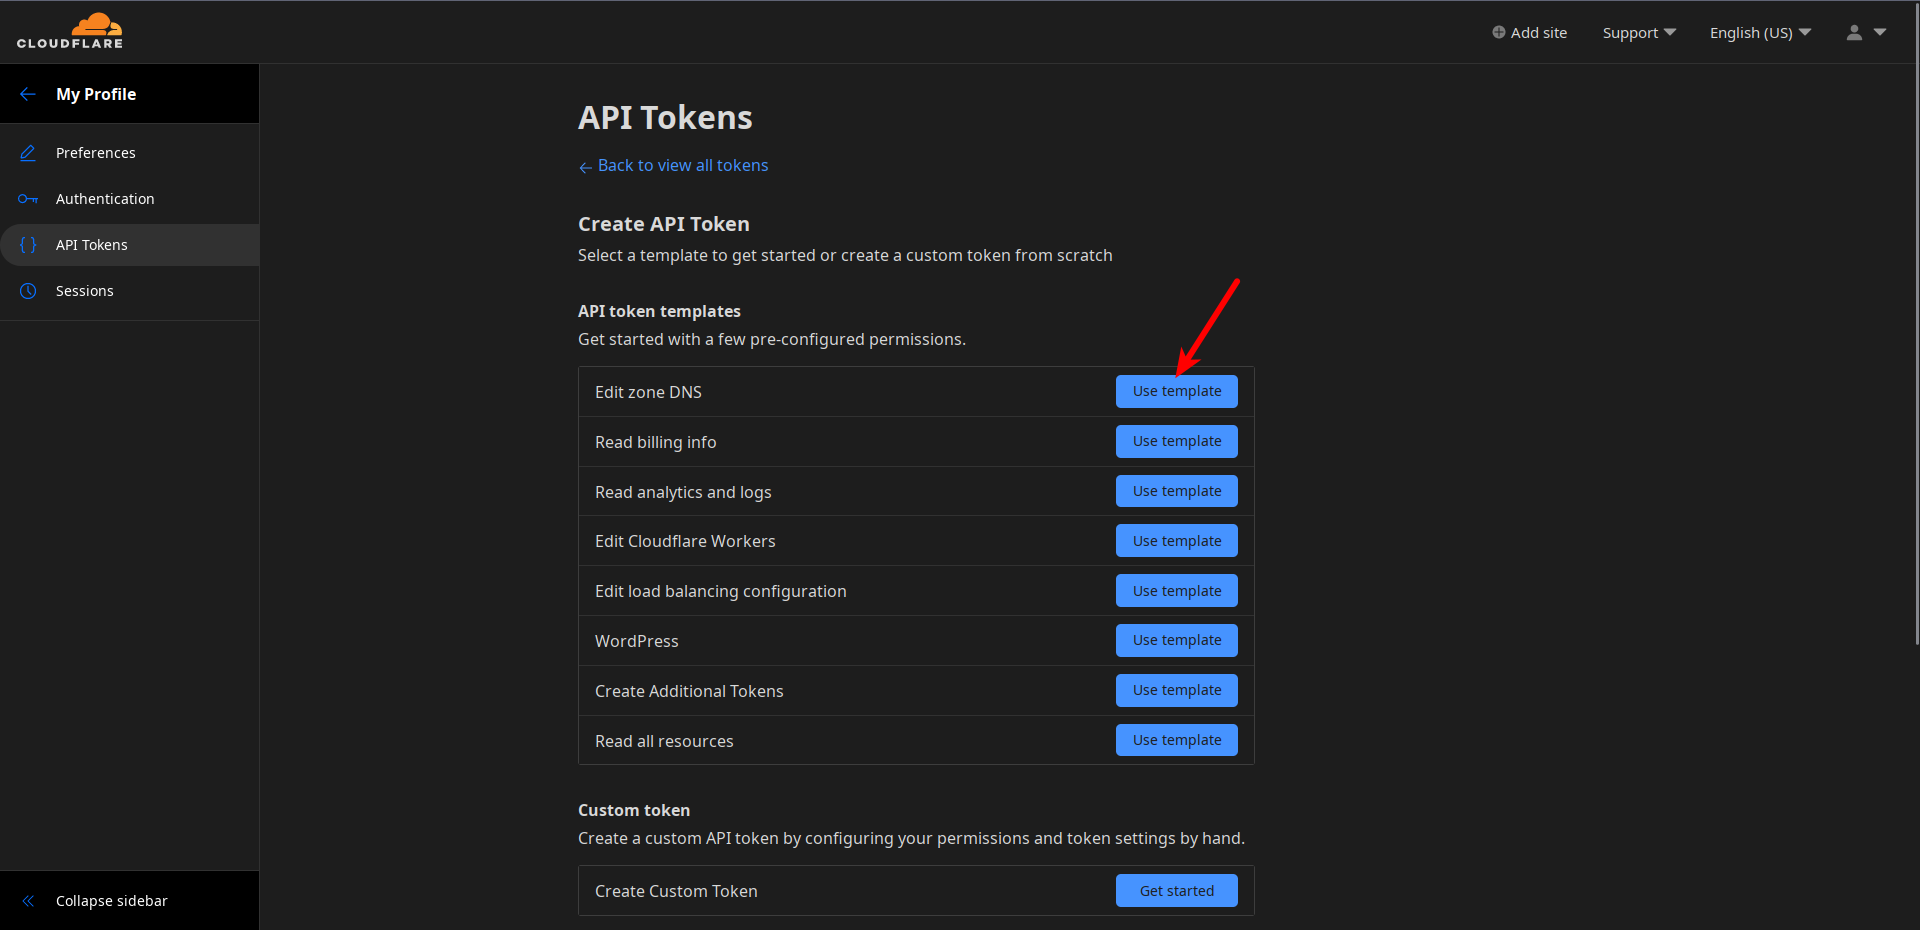 CLOUDFLARE
Add site
Support
English (US)
My Profile
Preferences
Authentication
API Tokens
Sessions
Collapse sidebar
API Tokens
Back to view all tokens
Create API Token
Select a template to get started or create a custom token from scratch
API token templates
Get started with a few pre-configured permissions.
Edit zone DNS
Use template
Read billing info
Use template
Read analytics and logs
Use template
Edit Cloudflare Workers
Use template
Edit load balancing configuration
Use template
WordPress
Use template
Create Additional Tokens
Use template
Read all resources
Use template
Custom token
Create a custom API token by configuring your permissions and token settings by hand.
Create Custom Token
Get started